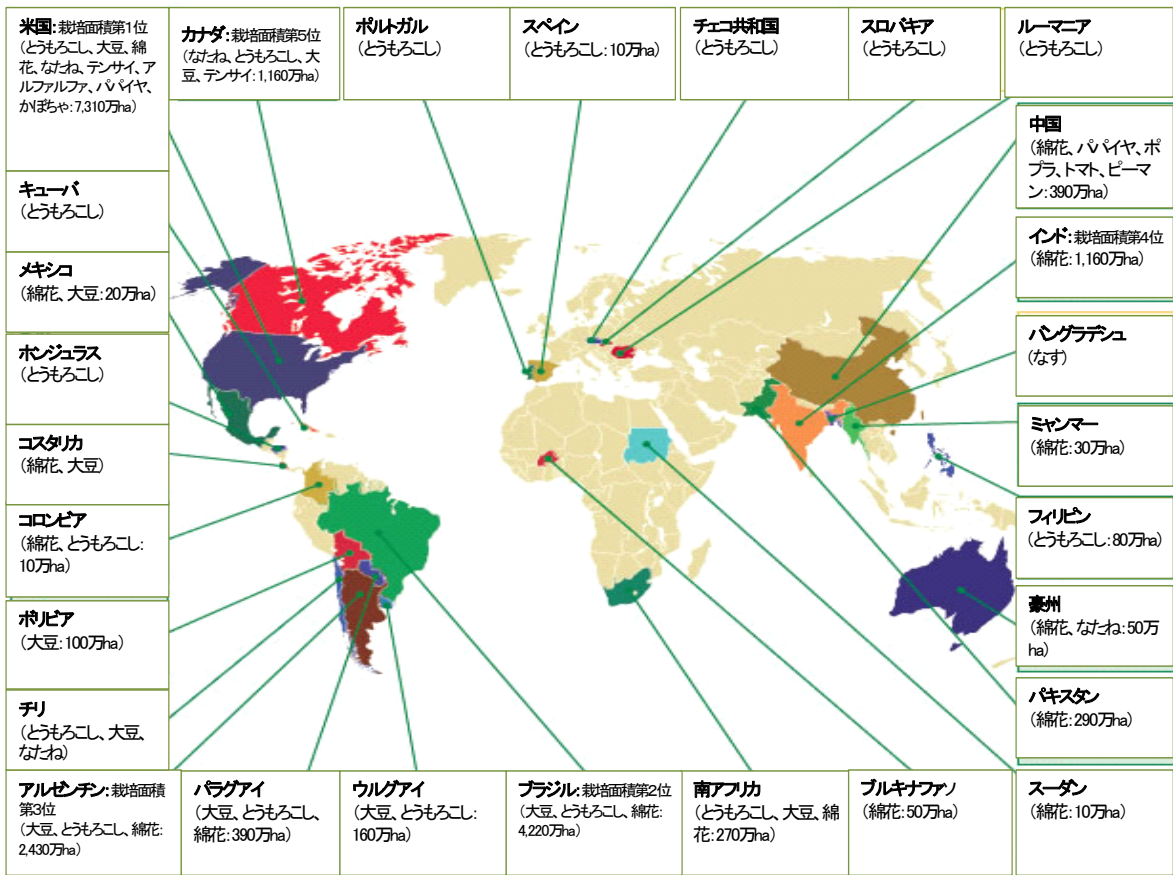 米国:栽培面積第1位
(とうもろこし、大豆、綿
花、なたね、テンサイ、ア
ルファルファ、パパイヤ、
かぼちゃ:7,310万ha)
カナダ:栽培面積第5位
(なたね、とうもろこし、大
豆、テンサイ:1,160万ha)
ポルトガル
(とうもろこし)
スペイン
(とうもろこし:10万ha)
チェコ共和国
(とうもろこし)
スロバキア
(とうもろこし)
ルーマニア
(とうもろこし)
中国
(綿花、パパイヤ、ポ
プラ、トマト、ピーマ
ン:390万ha)
キューバ
(とうもろこし)
インド:栽培面積第4位
(綿花:1,160万ha)
メキシコ
(綿花、大豆:20万ha)
バングラデシュ
(なす)
ホンジュラス
(とうもろこし)
ミャンマー
(綿花:30万ha)
コスタリカ
(綿花、大豆)
フィリピン
(とうもろこし:80万ha)
コロンビア
(綿花、とうもろこし:
10万ha)
豪州
(綿花、なたね:50万
ha)
ボリビア
(大豆:100万ha)
パキスタン
(綿花:290万ha)
チリ
(とうもろこし、大豆、
なたね)
アルゼンチン:栽培面積
第3位
(大豆、とうもろこし、綿花:
2,430万ha)
パラグアイ
(大豆、とうもろこし、
綿花:390万ha)
ウルグアイ
(大豆、とうもろこし:
160万ha)
ブラジル:栽培面積第2位
(大豆、とうもろこし、綿花:
4,220万ha)
南アフリカ
(とうもろこし、大豆、綿
花:270万ha)
ブルキナファソ
(綿花:50万ha)
スーダン
(綿花:10万ha)